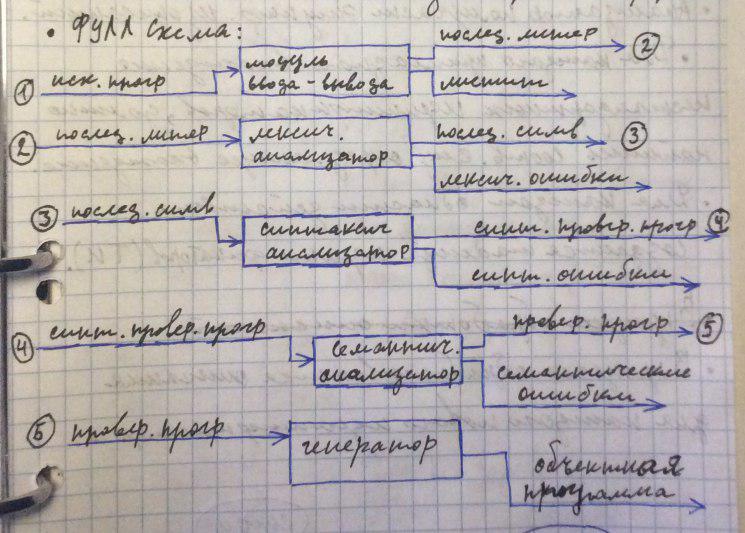 • ФУЛЛ схема:
послед. литер
②
модуль
ввода-вывода
① исх. прогр
листинг
② послед. литер
лексич.
анализатор
послед. симв
③
лексич. ошибки
③ послед. симв
синтаксич
анализатор
синт. провер. прогр
④
синт. ошибки
④ синт. провер. прогр
семантич.
анализатор
провер. прогр
⑤
семантические
ошибки
⑤ провер. прогр
генератор
объектная
программа